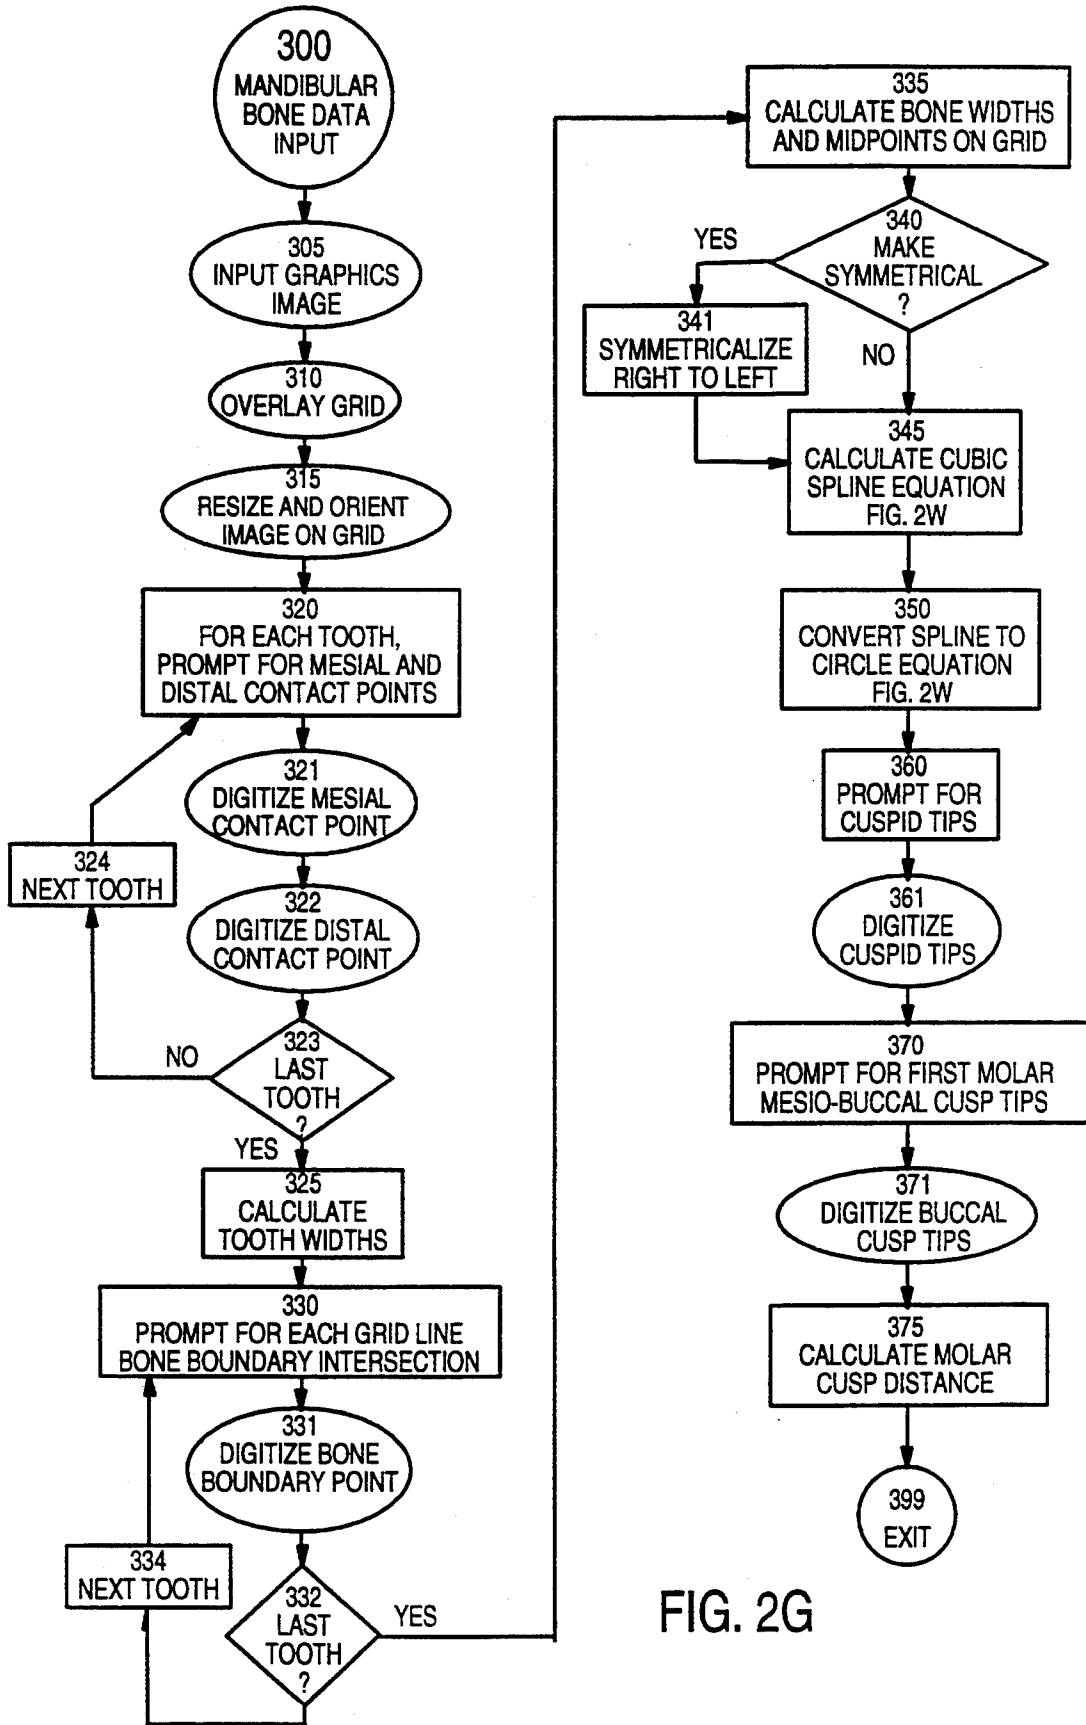 300
MANDIBULAR
BONE DATA
INPUT
305
INPUT GRAPHICS
IMAGE
310
OVERLAY GRID
315
RESIZE AND ORIENT
IMAGE ON GRID
320
FOR EACH TOOTH,
PROMPT FOR MESIAL AND
DISTAL CONTACT POINTS
321
DIGITIZE MESIAL
CONTACT POINT
324
NEXT TOOTH
322
DIGITIZE DISTAL
CONTACT POINT
NO
323
LAST
TOOTH
?
YES
325
CALCULATE
TOOTH WIDTHS
330
PROMPT FOR EACH GRID LINE
BONE BOUNDARY INTERSECTION
331
DIGITIZE BONE
BOUNDARY POINT
334
NEXT TOOTH
332
LAST
TOOTH
?
YES
335
CALCULATE BONE WIDTHS
AND MIDPOINTS ON GRID
340
MAKE
SYMMETRICAL
?
YES
341
SYMMETRICALIZE
RIGHT TO LEFT
NO
345
CALCULATE CUBIC
SPLINE EQUATION
FIG. 2W
350
CONVERT SPLINE TO
CIRCLE EQUATION
FIG. 2W
360
PROMPT FOR
CUSPID TIPS
361
DIGITIZE
CUSPID TIPS
370
PROMPT FOR FIRST MOLAR
MESIO-BUCCAL CUSP TIPS
371
DIGITIZE BUCCAL
CUSP TIPS
375
CALCULATE MOLAR
CUSP DISTANCE
399
EXIT
FIG. 2G